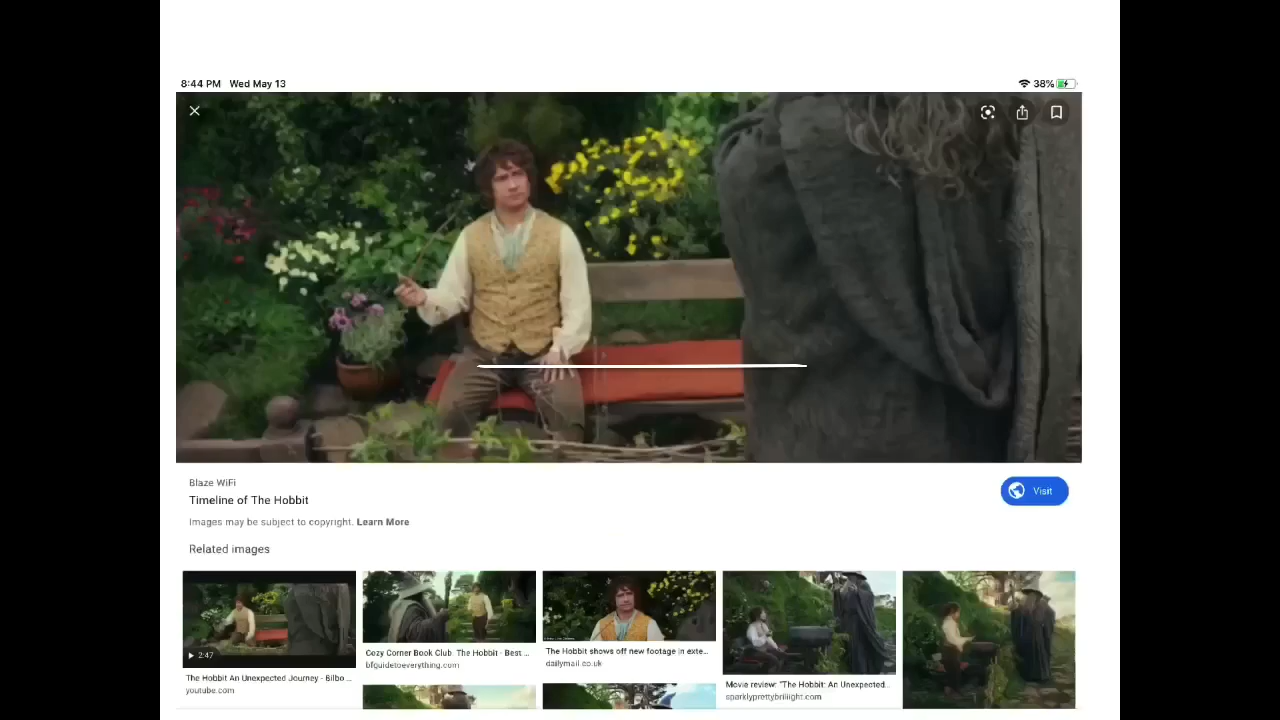 8:44 PM Wed May 13
38%
Blaze WiFi
Timeline of The Hobbit
Visit
Images may be subject to copyright. Learn More
Related images
2:47
The Hobbit An Unexpected Journey - Bilbo ...
youtube.com
Cozy Corner Book Club The Hobbit - Best ...
bfguidetoeverything.com
The Hobbit shows off new footage in exte...
dailymail.co.uk
Movie review: "The Hobbit: An Unexpected...
sparklyprettybriiiight.com